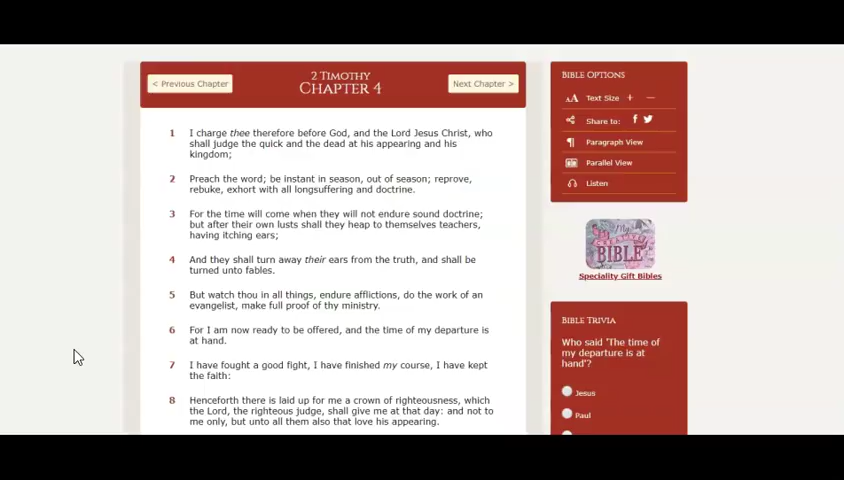 < Previous Chapter
2 Timothy
Chapter 4
Next Chapter >
1 I charge thee therefore before God, and the Lord Jesus Christ, who
shall judge the quick and the dead at his appearing and his
kingdom;
2 Preach the word; be instant in season, out of season; reprove,
rebuke, exhort with all longsuffering and doctrine.
3 For the time will come when they will not endure sound doctrine;
but after their own lusts shall they heap to themselves teachers,
having itching ears;
4 And they shall turn away their ears from the truth, and shall be
turned unto fables.
5 But watch thou in all things, endure afflictions, do the work of an
evangelist, make full proof of thy ministry.
6 For I am now ready to be offered, and the time of my departure is
at hand.
7 I have fought a good fight, I have finished my course, I have kept
the faith:
8 Henceforth there is laid up for me a crown of righteousness, which
the Lord, the righteous judge, shall give me at that day: and not to
me only, but unto all them also that love his appearing.
Bible Options
AA Text Size + —
Share to:
Paragraph View
Parallel View
Listen
My
BIBLE
Speciality Gift Bibles
Bible Trivia
Who said 'The time of
my departure is at
hand'?
Jesus
Paul